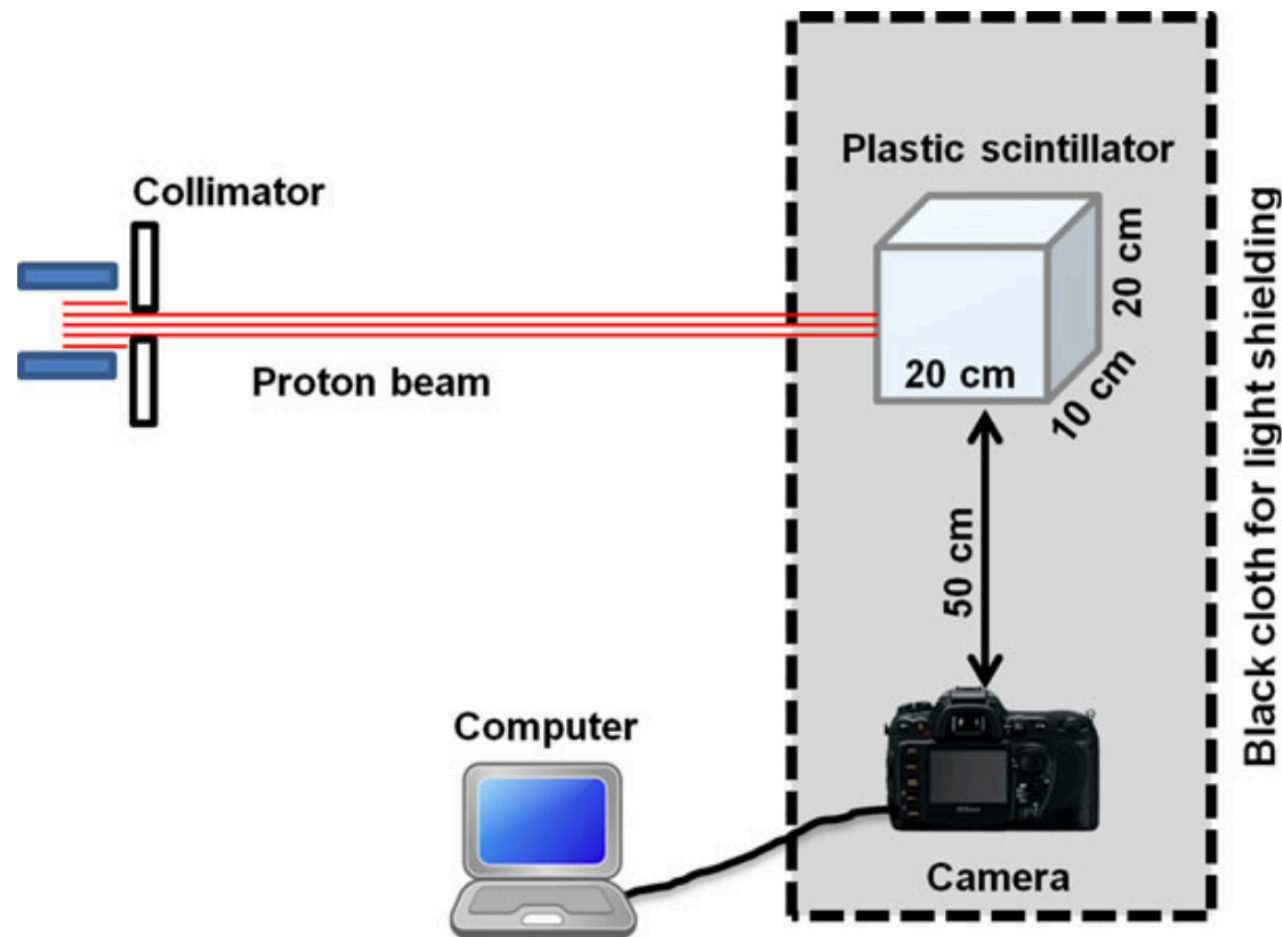 Plastic scintillator
Collimator
20 cm
Proton beam
20 cm
10 cm
50 cm
Black cloth for light shielding
Computer
Camera